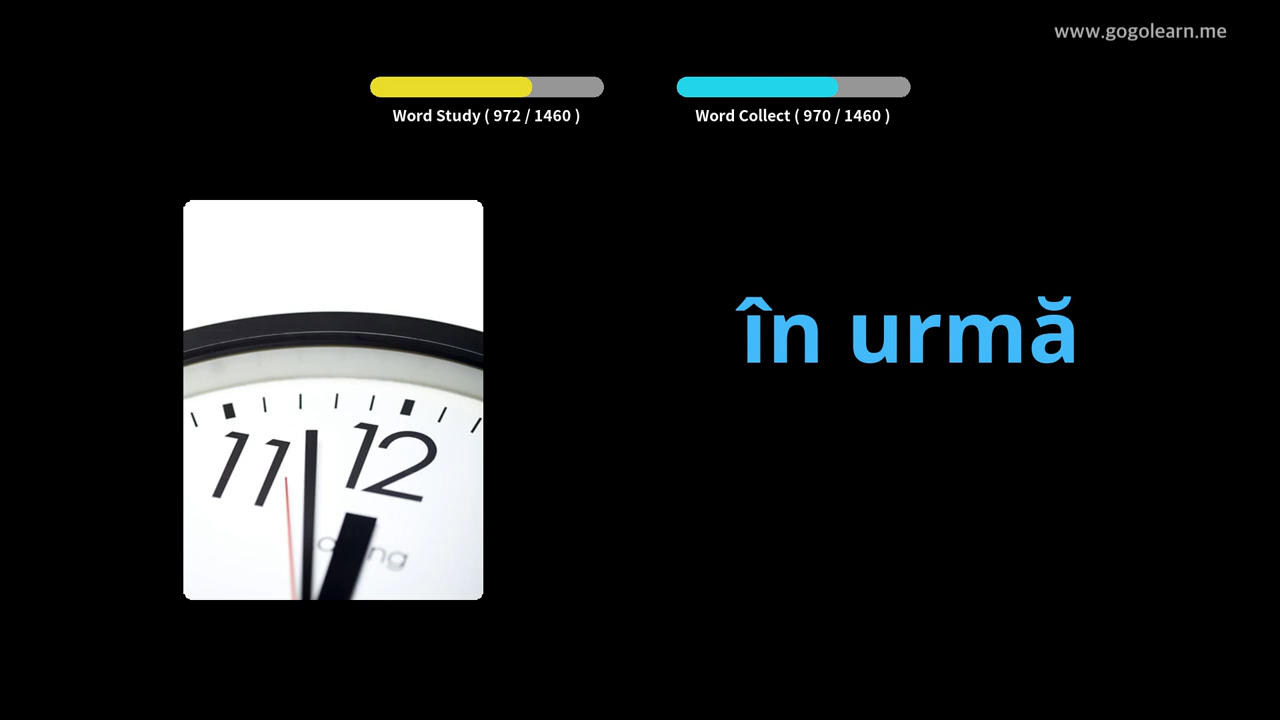 www.gogolearn.me
Word Study ( 972 / 1460 )
Word Collect ( 970 / 1460 )
în urmă
11
12